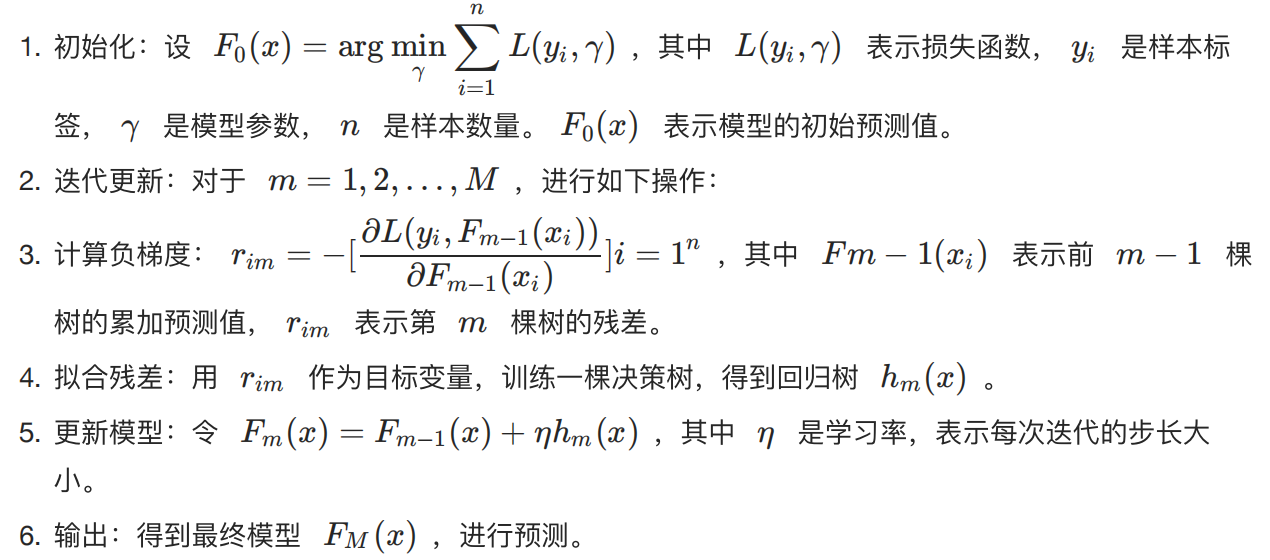 1. 初始化：设 $F_0(x) = \arg\min_{\gamma} \sum_{i=1}^{n} L(y_i, \gamma)$ ，其中 $L(y_i, \gamma)$ 表示损失函数， $y_i$ 是样本标
签， $\gamma$ 是模型参数， $n$ 是样本数量。 $F_0(x)$ 表示模型的初始预测值。
2. 迭代更新：对于 $m = 1, 2, \ldots, M$ ，进行如下操作：
3. 计算负梯度： $r_{im} = -[\frac{\partial L(y_i, F_{m-1}(x_i))}{\partial F_{m-1}(x_i)}]i = 1^n$ ，其中 $Fm - 1(x_i)$ 表示前 $m - 1$ 棵
树的累加预测值， $r_{im}$ 表示第 $m$ 棵树的残差。
4. 拟合残差：用 $r_{im}$ 作为目标变量，训练一棵决策树，得到回归树 $h_m(x)$ 。
5. 更新模型：令 $F_m(x) = F_{m-1}(x) + \eta h_m(x)$ ，其中 $\eta$ 是学习率，表示每次迭代的步长大
小。
6. 输出：得到最终模型 $F_M(x)$ ，进行预测。